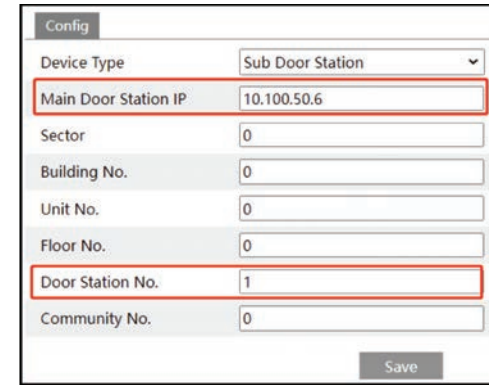 Config
Device Type Sub Door Station
Main Door Station IP 10.100.50.6
Sector 0
Building No. 0
Unit No. 0
Floor No. 0
Door Station No. 1
Community No. 0
Save